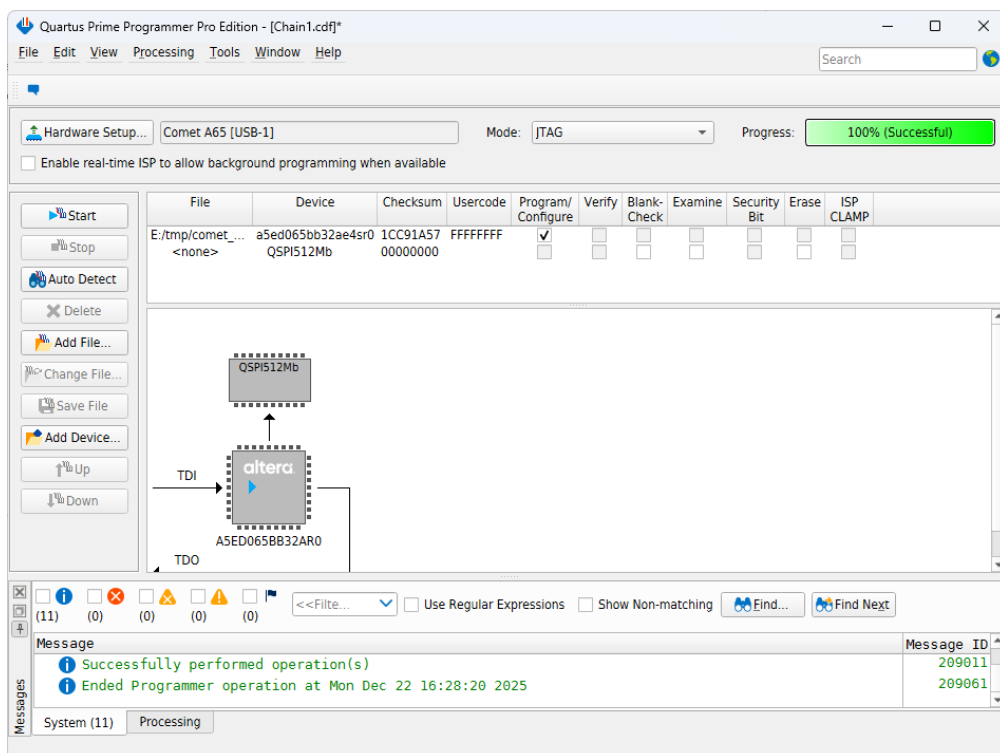 Quartus Prime Programmer Pro Edition - [Chain1.cdf]*
File Edit View Processing Tools Window Help
Search
Hardware Setup... Comet A65 [USB-1] Mode: JTAG Progress: 100% (Successful)
Enable real-time ISP to allow background programming when available
Start
Stop
Auto Detect
Delete
Add File...
Change File...
Save File
Add Device...
Up
Down
File Device Checksum Usercode Program/ Verify Blank- Examine Security Erase ISP
Configure Check Bit CLAMP
E:/tmp/comet_... a5ed065bb32ae4sr0 1CC91A57 FFFFFFFF
<none> QSPI512Mb 00000000
QSPI512Mb
TDI
altera
A5ED065BB32AR0
TDO
(11) (0) (0) (0) (0)
<<Filte... Use Regular Expressions Show Non-matching Find... Find Next
Message Message ID
Successfully performed operation(s) 209011
Ended Programmer operation at Mon Dec 22 16:28:20 2025 209061
Messages
System (11) Processing